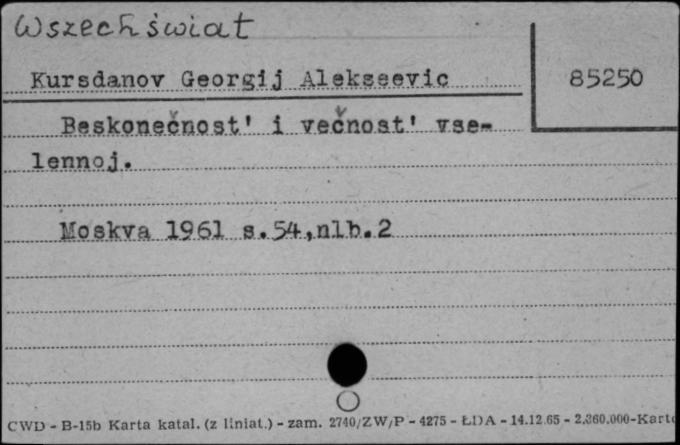 Wszechświat
Kursdanov Georgij Alekseevic
85250
Beskonečnost' i večnost' vse-
lennoj.
Moskva 1961 s.54,nlb.2
CWD - B-15b Karta katal. (z liniat.) - zam. 2740/ZW/P - 4275 - ŁDA - 14.12.65 - 2.360.000-Karto